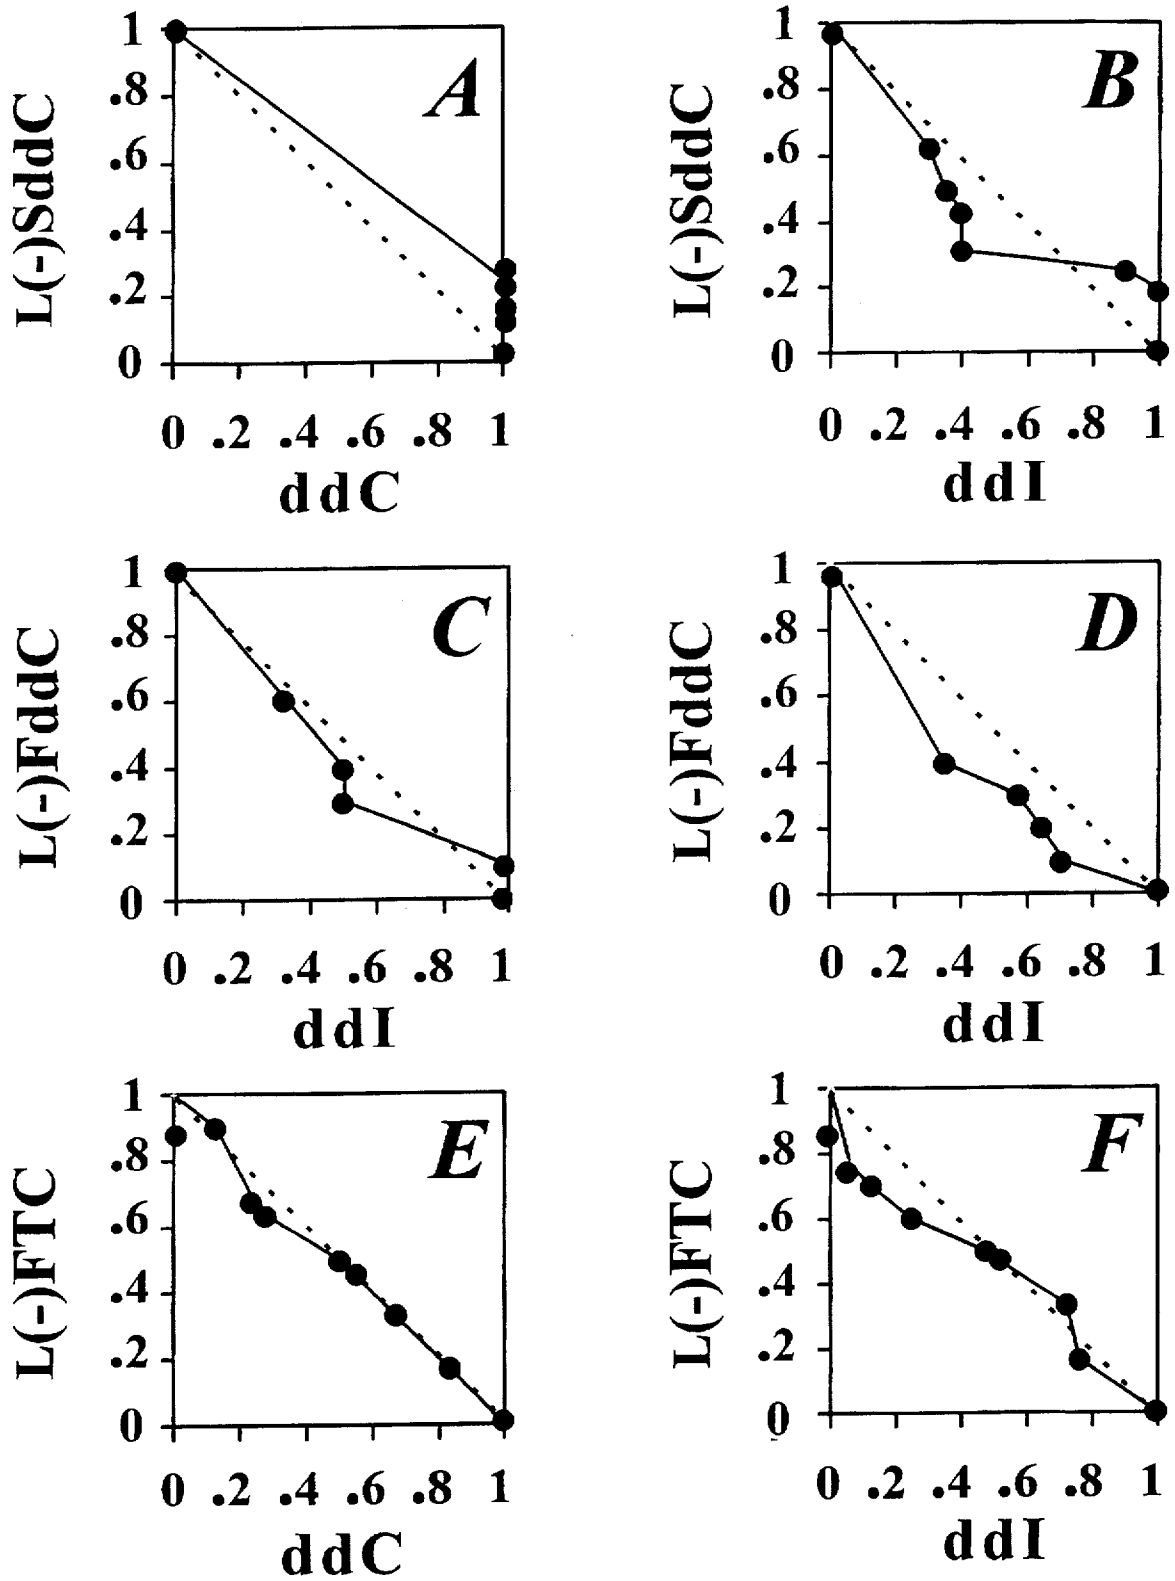 1
.8
.6
.4
.2
0
L(-)SddC
A
0 .2 .4 .6 .8 1
ddC
1
.8
.6
.4
.2
0
L(-)SddC
B
0 .2 .4 .6 .8 1
ddI
1
.8
.6
.4
.2
0
L(-)FddC
C
0 .2 .4 .6 .8 1
ddI
1
.8
.6
.4
.2
0
L(-)FddC
D
0 .2 .4 .6 .8 1
ddI
1
.8
.6
.4
.2
0
L(-)FTC
E
0 .2 .4 .6 .8 1
ddC
1
.8
.6
.4
.2
0
L(-)FTC
F
0 .2 .4 .6 .8 1
ddI